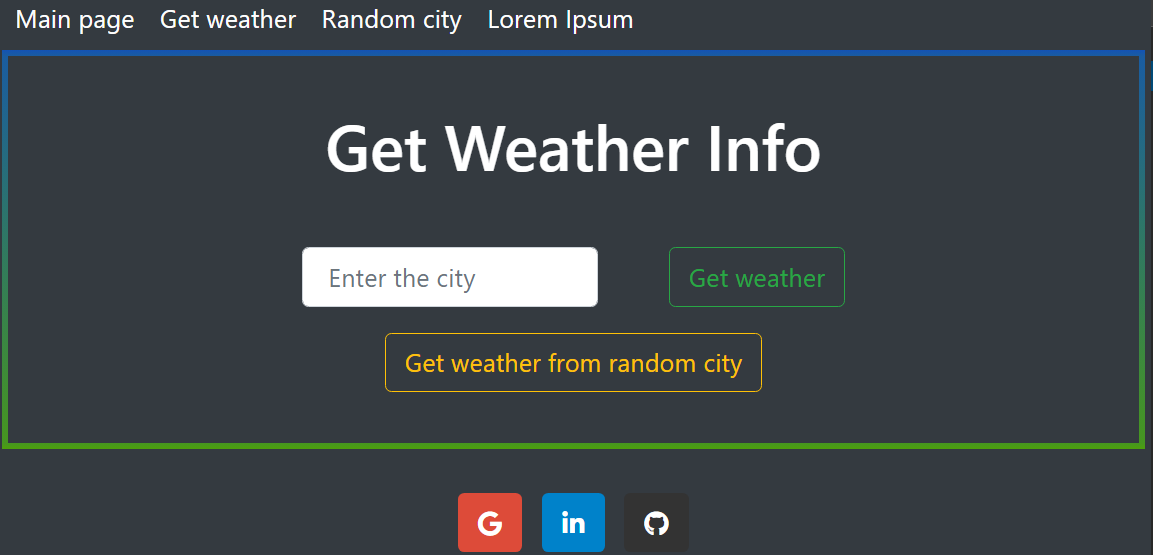 Main page Get weather Random city Lorem Ipsum
Get Weather Info
Enter the city Get weather
Get weather from random city
G in